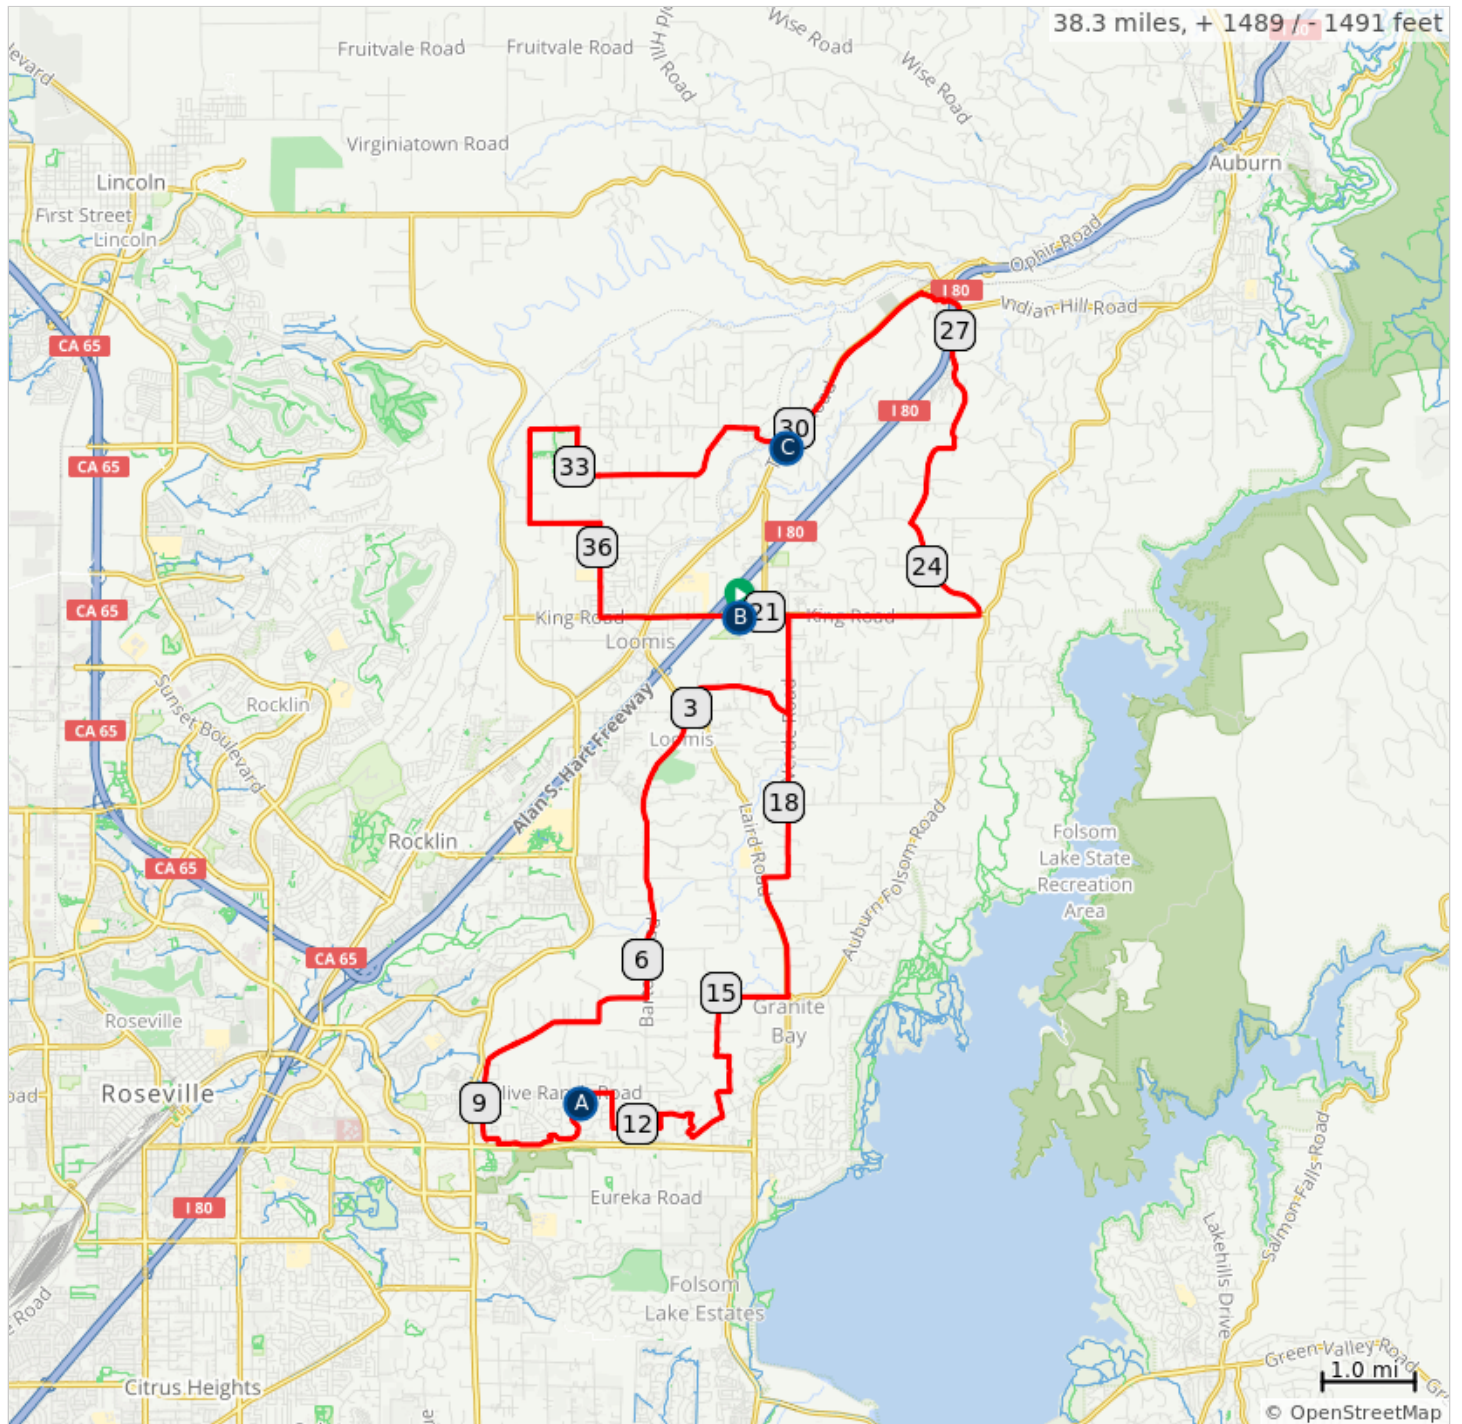 38.3 miles, + 1489 / - 1491 feet
Fruitvale Road
Fruitvale Road
Wise Road
Wise Road
Virginiatown Road
Auburn
Lincoln
First Street
Lincoln
Ophir Road
I 80
Indian Hill Road
27
CA 65
I 80
30
C
33
CA 65
I 80
36
24
CA 65
21
B
King Road
King Road
Loomis
3
Loomis
Sunset Boulevard
Rocklin
CA 65
Alan S. Hart Freeway
18
Laird Road
Rocklin
Auburn Folsom Road
Folsom
Lake State
Recreation
Area
CA 65
CA 65
6
15
Granite
Bay
Roseville
Roseville
9
A
12
Eureka Road
I 80
Salmon Falls Road
Lakehills Drive
Folsom
Lake Estates
Green Valley Road
1.0 mi
Citrus Heights
© OpenStreetMap